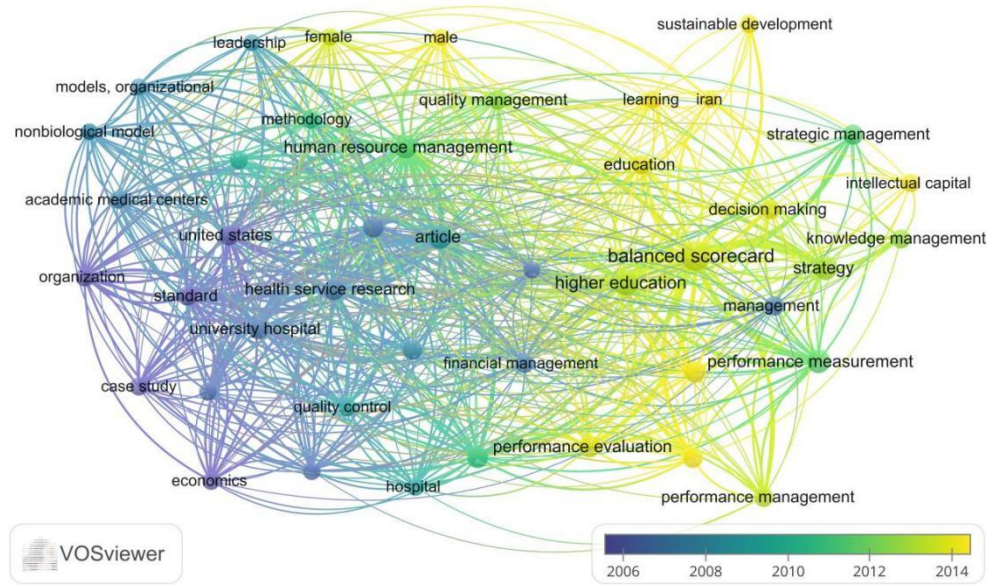 sustainable development
leadership
female
male
models, organizational
quality management
learning
iran
methodology
nonbiological model
human resource management
strategic management
education
intellectual capital
academic medical centers
decision making
united states
article
knowledge management
balanced scorecard
strategy
organization
standard
health service research
higher education
management
university hospital
financial management
performance measurement
case study
quality control
performance evaluation
economics
hospital
performance management
VOSviewer
2006 2008 2010 2012 2014